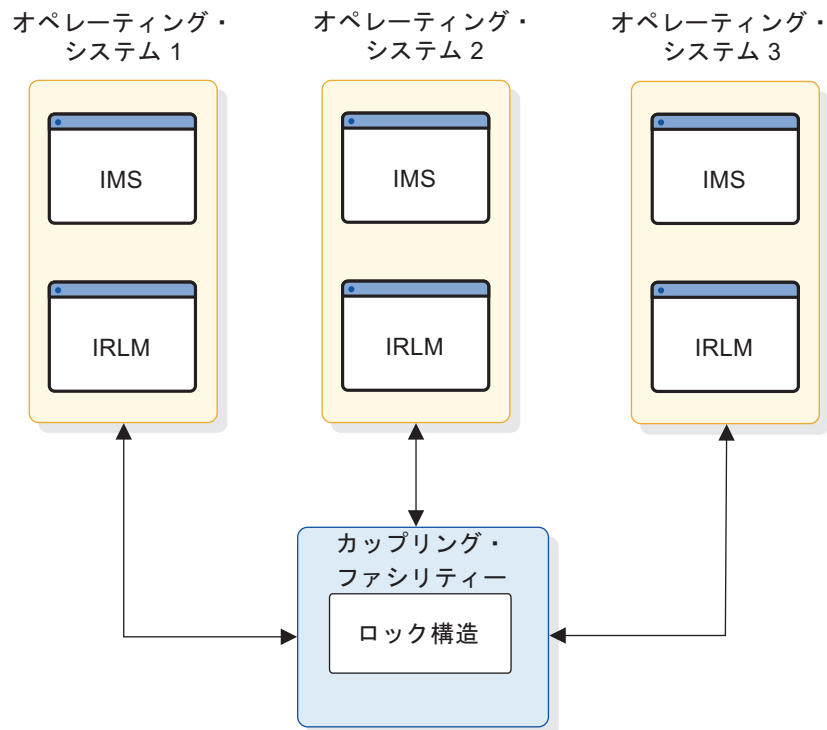 オペレーティング・
システム 1
オペレーティング・
システム 2
オペレーティング・
システム 3
IMS
IMS
IMS
IRLM
IRLM
IRLM
カップリング・
ファシリティー
ロック構造